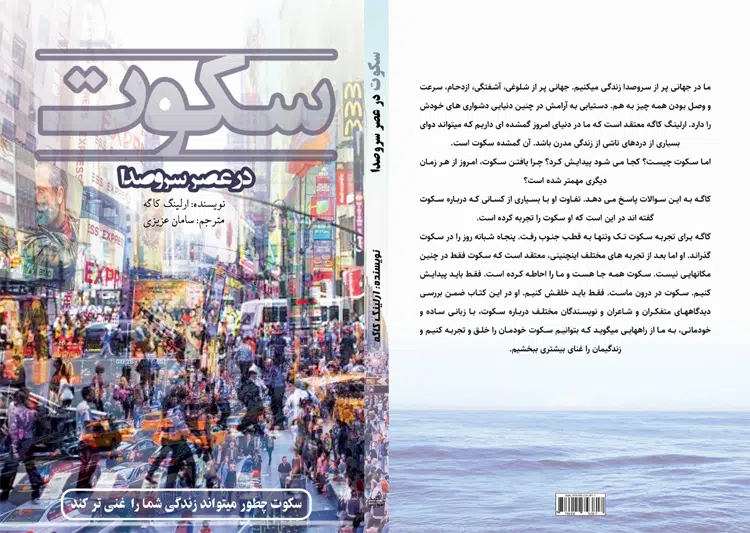 سکوت
در عصر سروصدا
نویسنده: ارلینگ کاگه
مترجم: سامان عزیزی
سکوت چطور میتواند زندگی شما را غنی تر کند
سکوت در عصر سروصدا
نویسنده: ارلینگ کاگه
ما در جهانی پر از سروصدا زندگی میکنیم. جهانی پر از شلوغی، آشفتگی، ازدحام، سرعت
و وصل بودن همه چیز به هم. دستیابی به آرامش در چنین دنیایی دشواری های خودش
را دارد. ارلینگ کاگه معتقد است که ما در دنیای امروز گمشده ای داریم که میتواند دوای
بسیاری از دردهای ناشی از زندگی مدرن باشد. آن گمشده سکوت است.
اما سکوت چیست؟ کجا می شود پیدایش کرد؟ چرا یافتن سکوت، امروز از هر زمان
دیگری مهمتر شده است؟
کاگه به این سوالات پاسخ می دهد. تفاوت او با بسیاری از کسانی که درباره سکوت
گفته اند در این است که او سکوت را تجربه کرده است.
کاگه برای تجربه سکوت تک وتنها به قطب جنوب رفت. پنجاه شبانه روز را در سکوت
گذراند. او اما بعد از تجربه های مختلف اینچنینی، معتقد است که سکوت فقط در چنین
مکانهایی نیست. سکوت همه جا هست و ما را احاطه کرده است. فقط باید پیدایش
کنیم. سکوت در درون ماست. فقط باید خلقش کنیم. او در این کتاب ضمن بررسی
دیدگاههای متفکران و شاعران و نویسندگان مختلف درباره سکوت، با زبانی ساده و
خودمانی، به ما از راههایی میگوید که بتوانیم سکوت خودمان را خلق و تجربه کنیم و
زندگیمان را غنای بیشتری ببخشیم.